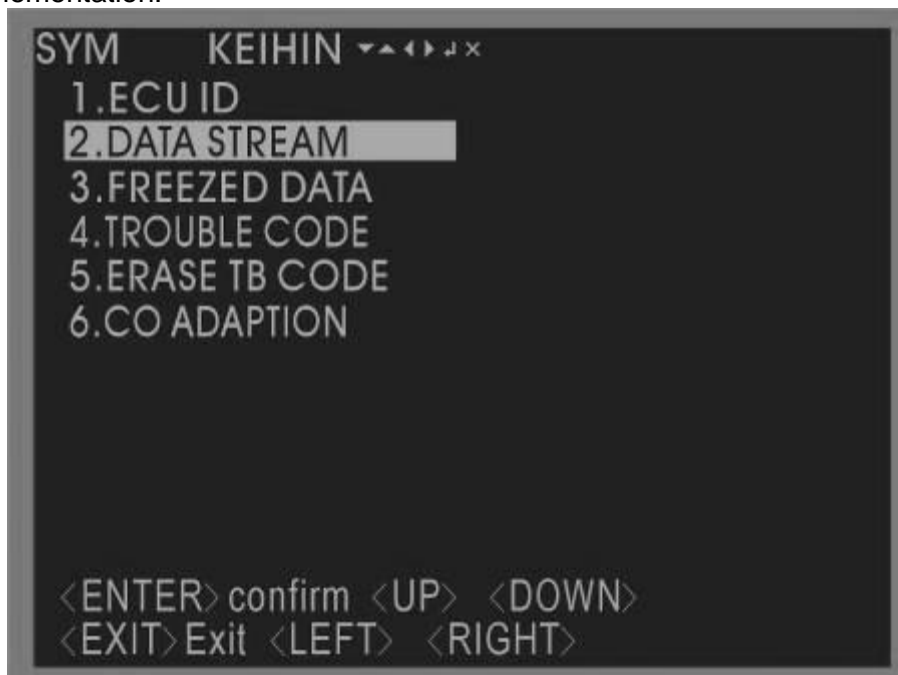 SYM KEIHIN
1.ECU ID
2.DATA STREAM
3.FREEZED DATA
4.TROUBLE CODE
5.ERASE TB CODE
6.CO ADAPTION
<ENTER> confirm <UP> <DOWN>
<EXIT> Exit <LEFT> <RIGHT>